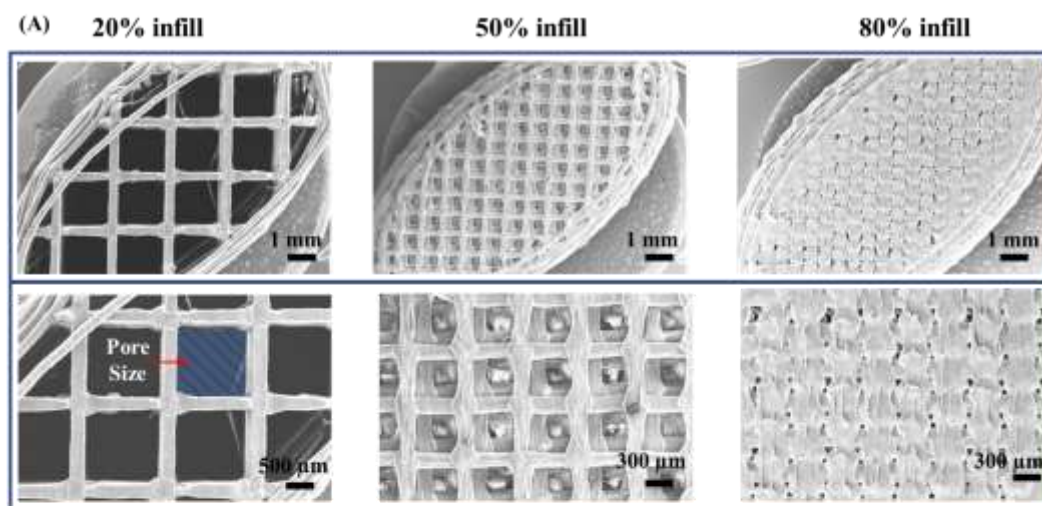 (A) 20% infill 50% infill 80% infill
1 mm 1 mm 1 mm
Pore
Size
500 µm 300 µm 300 µm